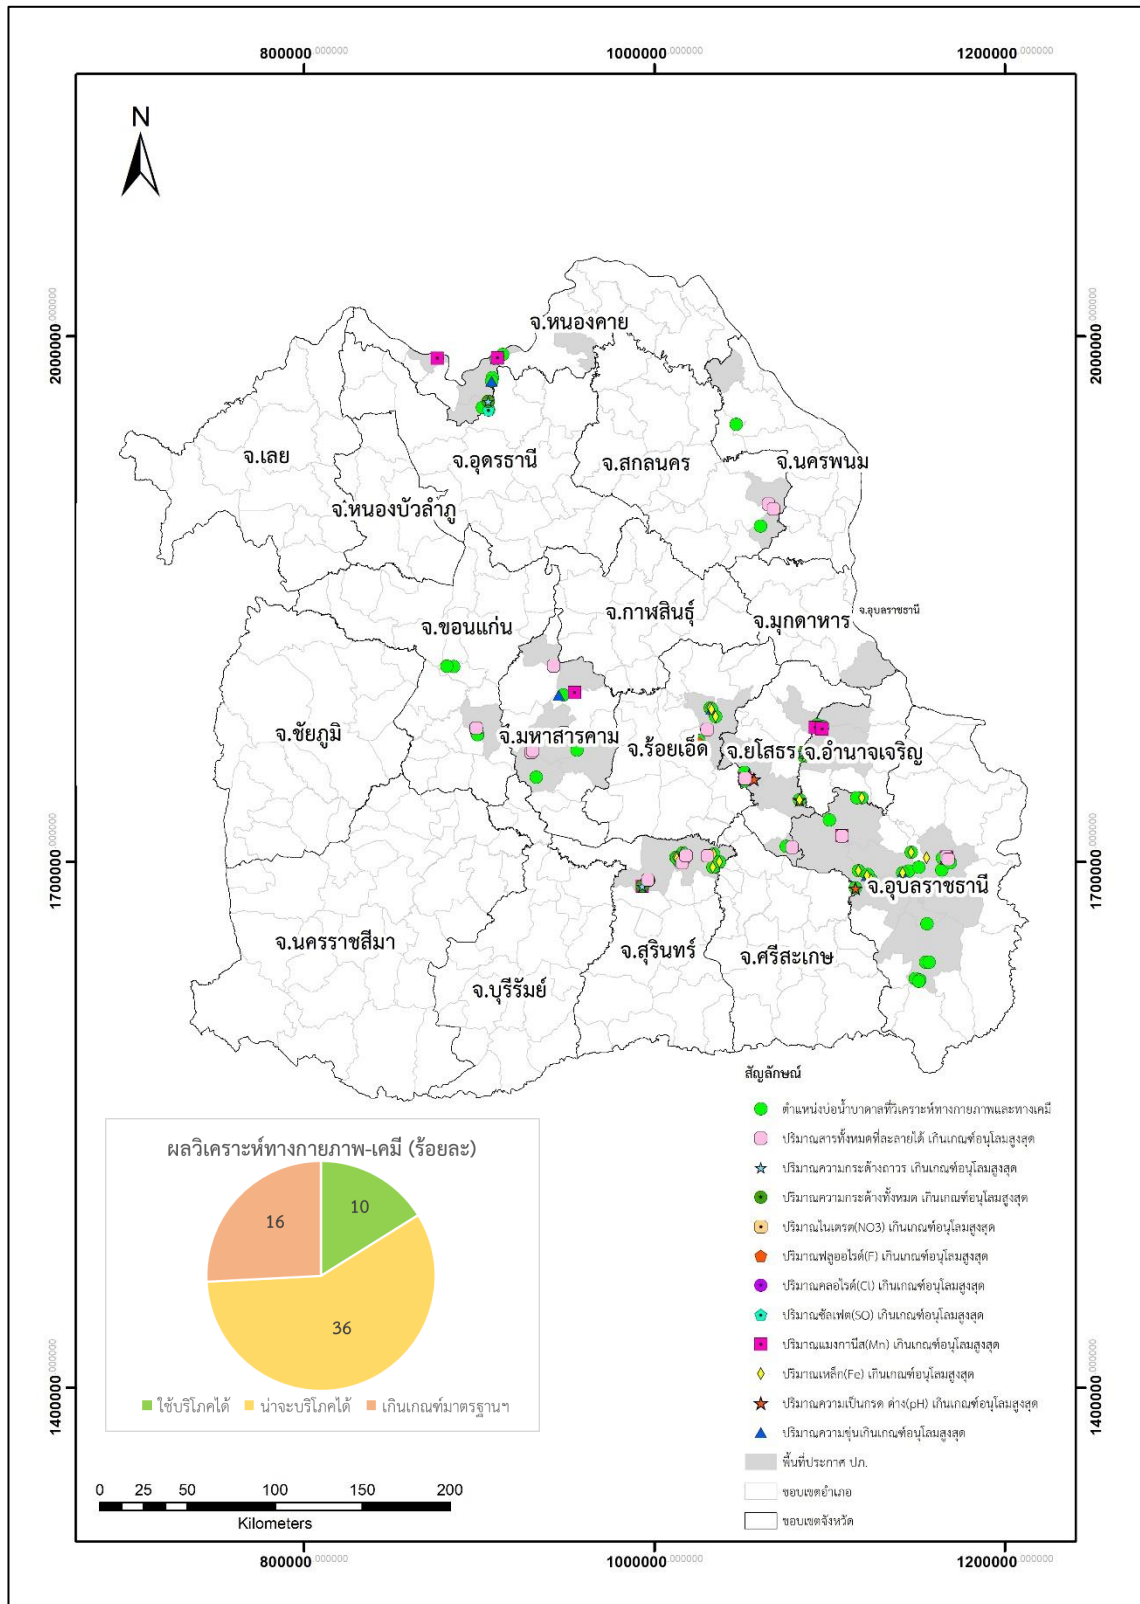 800000.000000 1000000.000000 1200000.000000
N
2000000.000000 2000000.000000
จ.หนองคาย
จ.เลย จ.อุดรธานี จ.สกลนคร จ.นครพนม
จ.หนองบัวลำภู
จ.ขอนแก่น จ.กาฬสินธุ์ จ.มุกดาหาร จ.อุบลราชธานี
จ.ชัยภูมิ จ.มหาสารคาม จ.ร้อยเอ็ด จ.ยโสธร จ.อำนาจเจริญ
1700000.000000 1700000.000000
จ.อุบลราชธานี
จ.นครราชสีมา จ.บุรีรัมย์ จ.สุรินทร์ จ.ศรีสะเกษ
สัญลักษณ์
ตำแหน่งบ่อน้ำบาดาลที่วิเคราะห์ทางกายภาพและทางเคมี
ปริมาณสารทั้งหมดที่ละลายได้ เกินเกณฑ์อนุโลมสูงสุด
ปริมาณความกระด้างถาวร เกินเกณฑ์อนุโลมสูงสุด
ปริมาณความกระด้างทั้งหมด เกินเกณฑ์อนุโลมสูงสุด
ปริมาณไนเตรต(NO3) เกินเกณฑ์อนุโลมสูงสุด
ปริมาณฟลูออไรด์(F) เกินเกณฑ์อนุโลมสูงสุด
ปริมาณคลอไรด์(Cl) เกินเกณฑ์อนุโลมสูงสุด
ปริมาณซัลเฟต(SO) เกินเกณฑ์อนุโลมสูงสุด
ปริมาณแมงกานีส(Mn) เกินเกณฑ์อนุโลมสูงสุด
ปริมาณเหล็ก(Fe) เกินเกณฑ์อนุโลมสูงสุด
ปริมาณความเป็นกรด ด่าง(pH) เกินเกณฑ์อนุโลมสูงสุด
ปริมาณความขุ่นเกินเกณฑ์อนุโลมสูงสุด
พื้นที่ประกาศ ปภ.
ขอบเขตอำเภอ
ขอบเขตจังหวัด
ผลวิเคราะห์ทางกายภาพ-เคมี (ร้อยละ)
10
16
36
ใช้บริโภคได้ น่าจะบริโภคได้ เกินเกณฑ์มาตรฐานฯ
1400000.000000 1400000.000000
0 25 50 100 150 200
Kilometers
800000.000000 1000000.000000 1200000.000000